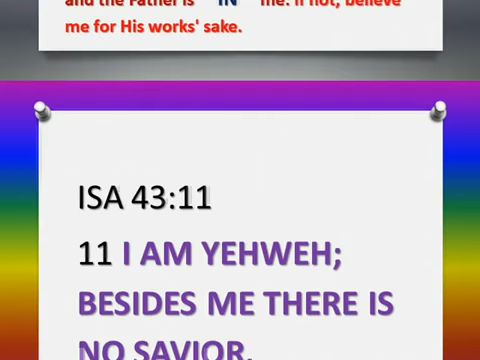 and the Father is "IN" me. If not, believe
me for His works' sake.
ISA 43:11
11 I AM YEHWEH;
BESIDES ME THERE IS
NO SAVIOR.